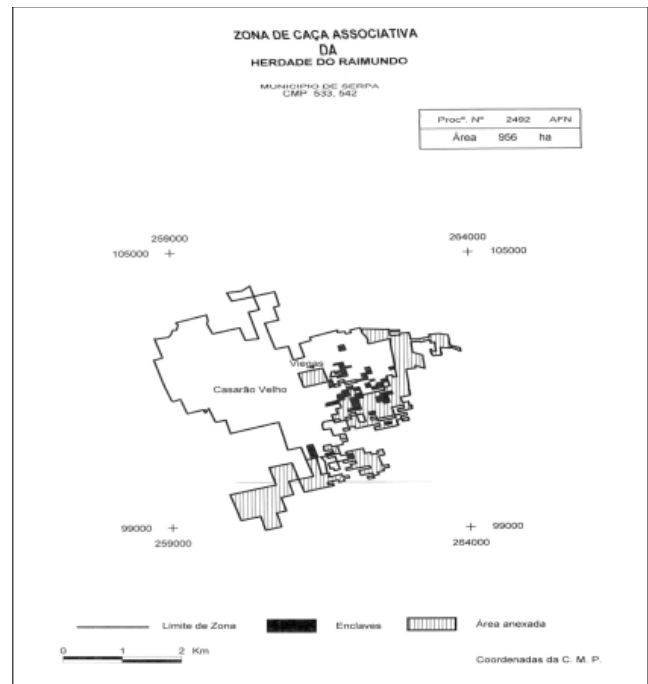 ZONA DE CAÇA ASSOCIATIVA
DA
HERDADE DO RAIMUNDO
MUNICIPIO DE SERPA
CMP 533, 542
Procº. Nº 2492 AFN
Área 956 ha
259000
105000
264000
105000
Viegas
Casarão Velho
99000
259000
99000
264000
Limite de Zona
Enclaves
Área anexada
0 1 2 Km
Coordenadas da C. M. P.